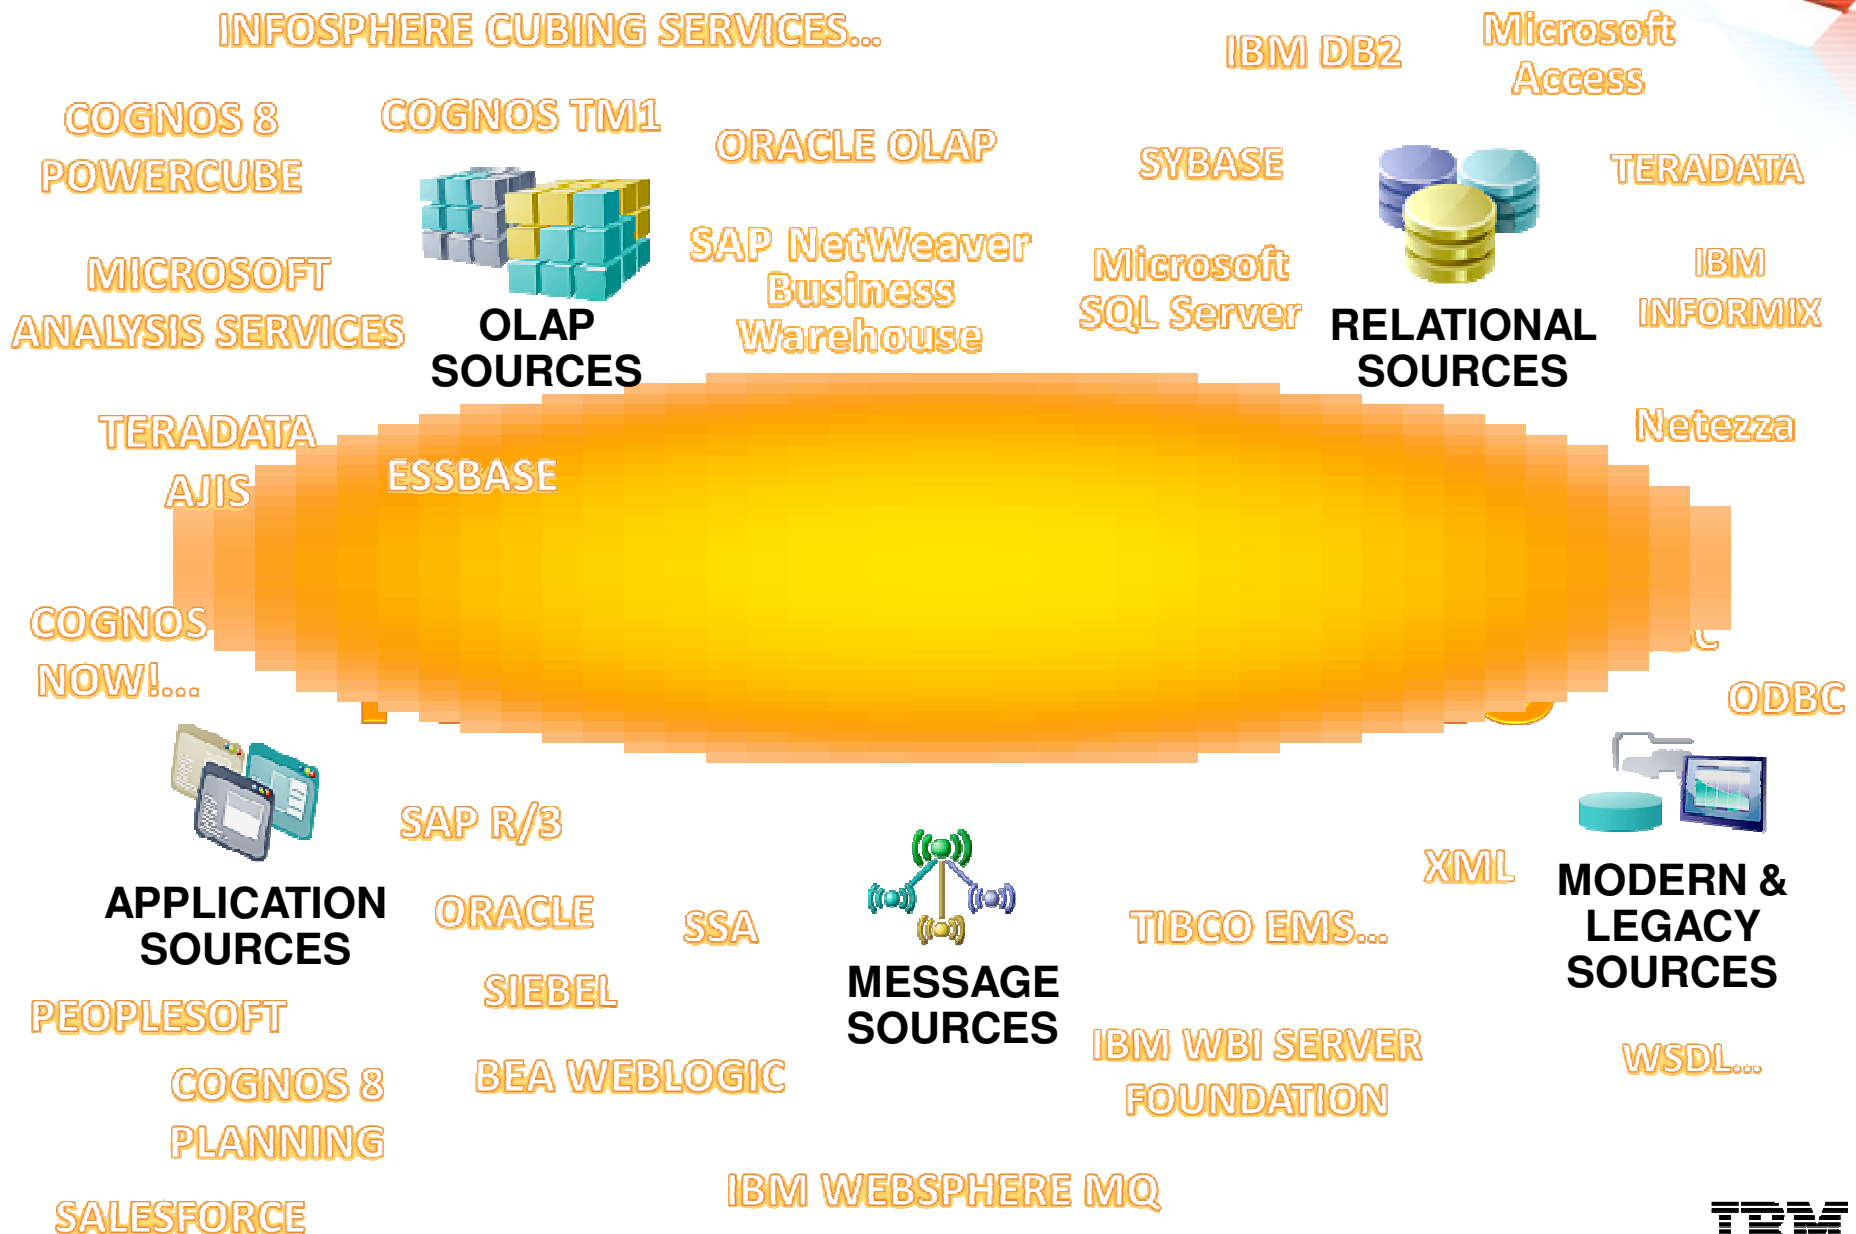 INFOSPHERE CUBING SERVICES...
IBM DB2
Microsoft
Access
COGNOS 8
POWERCUBE
COGNOS TM1
ORACLE OLAP
SYBASE
TERADATA
MICROSOFT
ANALYSIS SERVICES
OLAP
SOURCES
SAP NetWeaver
Business
Warehouse
Microsoft
SQL Server
RELATIONAL
SOURCES
IBM
INFORMIX
TERADATA
AJIS
ESSBASE
Netezza
COGNOS
NOW!...
ODBC
APPLICATION
SOURCES
SAP R/3
ORACLE
SSA
SIEBEL
BEA WEBLOGIC
PEOPLESOFT
COGNOS 8
PLANNING
SALESFORCE
MESSAGE
SOURCES
TIBCO EMS...
IBM WBI SERVER
FOUNDATION
IBM WEBSPHERE MQ
XML
MODERN &
LEGACY
SOURCES
WSDL...
IBM